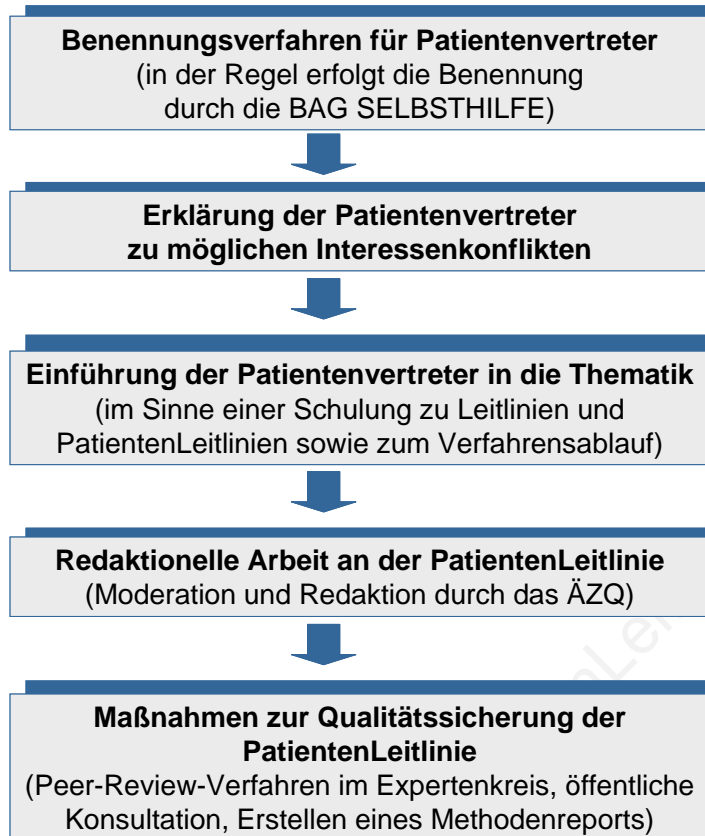 Benennungsverfahren für Patientenvertreter
(in der Regel erfolgt die Benennung
durch die BAG SELBSTHILFE)
Erklärung der Patientenvertreter
zu möglichen Interessenkonflikten
Einführung der Patientenvertreter in die Thematik
(im Sinne einer Schulung zu Leitlinien und
PatientenLeitlinien sowie zum Verfahrensablauf)
Redaktionelle Arbeit an der PatientenLeitlinie
(Moderation und Redaktion durch das ÄZQ)
Maßnahmen zur Qualitätssicherung der
PatientenLeitlinie
(Peer-Review-Verfahren im Expertenkreis, öffentliche
Konsultation, Erstellen eines Methodenreports)